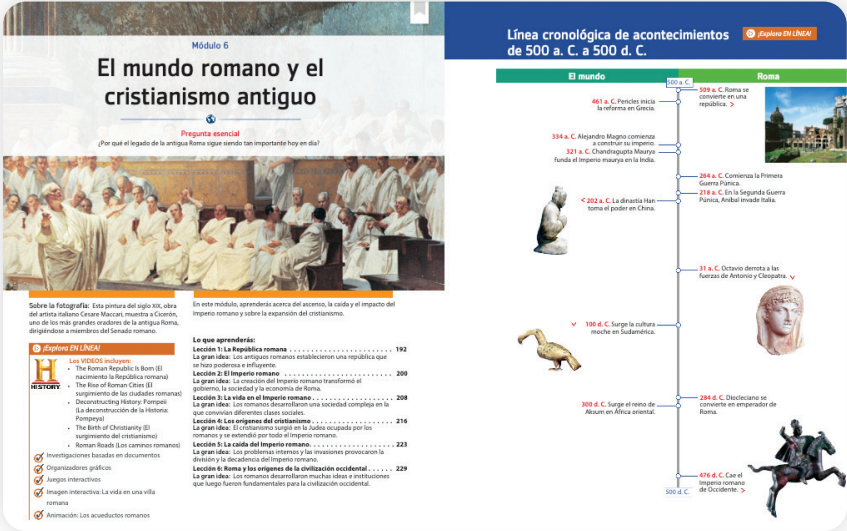 Módulo 6
El mundo romano y el
cristianismo antiguo
Pregunta esencial
¿Por qué el legado de la antigua Roma sigue siendo tan importante hoy en día?
Sobre la fotografía: Esta pintura del siglo XIX, obra
del artista italiano Cesare Maccari, muestra a Cicerón,
uno de los más grandes oradores de la antigua Roma,
dirigiéndose a miembros del Senado romano.
¡Explora EN LÍNEA!
H
HISTORY.
Los VIDEOS incluyen:
• The Roman Republic Is Born (El
nacimiento la República romana)
• The Rise of Roman Cities (El
surgimiento de las ciudades romanas)
• Deconstructing History: Pompeii
(La deconstrucción de la Historia:
Pompeya)
• The Birth of Christianity (El
surgimiento del cristianismo)
• Roman Roads (Los caminos romanos)
Investigaciones basadas en documentos
Organizadores gráficos
Juegos interactivos
Imagen interactiva: La vida en una villa
romana
Animación: Los acueductos romanos
En este módulo, aprenderás acerca del ascenso, la caída y el impacto del
Imperio romano y sobre la expansión del cristianismo.
Lo que aprenderás:
Lección 1: La República romana . . . . . . . . . . . . . . . . . . . . . . . . 192
La gran idea: Los antiguos romanos establecieron una república que
se hizo poderosa e influyente.
Lección 2: El Imperio romano . . . . . . . . . . . . . . . . . . . . . . . . 200
La gran idea: La creación del Imperio romano transformó el
gobierno, la sociedad y la economía de Roma.
Lección 3: La vida en el Imperio romano . . . . . . . . . . . . . . . . . . 208
La gran idea: Los romanos desarrollaron una sociedad compleja en la
que convivían diferentes clases sociales.
Lección 4: Los orígenes del cristianismo . . . . . . . . . . . . . . . . . . 216
La gran idea: El cristianismo surgió en la Judea ocupada por los
romanos y se extendió por todo el Imperio romano.
Lección 5: La caída del Imperio romano. . . . . . . . . . . . . . . . . . . 223
La gran idea: Los problemas internos y las invasiones provocaron la
división y la decadencia del Imperio romano.
Lección 6: Roma y los orígenes de la civilización occidental . . . . . . 229
La gran idea: Los romanos desarrollaron muchas ideas e instituciones
que luego fueron fundamentales para la civilización occidental.
Línea cronológica de acontecimientos
de 500 a. C. a 500 d. C.
¡Explora EN LÍNEA!
El mundo
Roma
500 a. C.
509 a. C. Roma se
convierte en una
república. >
461 a. C. Pericles inicia
la reforma en Grecia.
334 a. C. Alejandro Magno comienza
a construir su imperio.
321 a. C. Chandragupta Maurya
funda el Imperio maurya en la India.
264 a. C. Comienza la Primera
Guerra Púnica.
218 a. C. En la Segunda Guerra
Púnica, Aníbal invade Italia.
< 202 a. C. La dinastía Han
toma el poder en China.
31 a. C. Octavio derrota a las
fuerzas de Antonio y Cleopatra.
100 d. C. Surge la cultura
moche en Sudamérica.
284 d. C. Diocleciano se
convierte en emperador de
Roma.
300 d. C. Surge el reino de
Aksum en África oriental.
476 d. C. Cae el
Imperio romano
de Occidente. >
500 d. C.